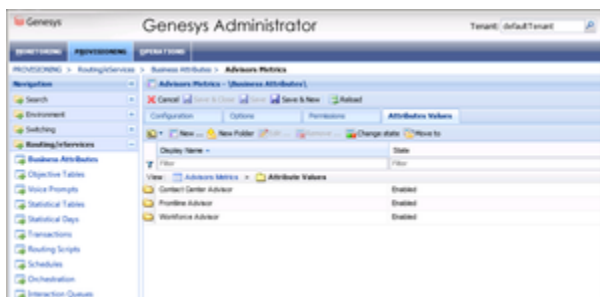 Genesys
Genesys Administrator
Tenant: defaultTenant
MONITORING PROVISIONING OPERATIONS
PROVISIONING > Routing/eServices > Business Attributes > Advisors Metrics
Navigation
Advisors Metrics - \Business Attributes\
Search
Cancel Save & Close Save Save & New Reload
Environment
Configuration Options Permissions Attributes Values
Switching
Routing/eServices
New ... New Folder Edit ... Remove ... Change state Move to
Business Attributes
Display Name State
Objective Tables
Filter Filter
Voice Prompts
View: Advisors Metrics > Attribute Values
Statistical Tables
Contact Center Advisor Enabled
Statistical Days
Frontline Advisor Enabled
Transactions
Workforce Advisor Enabled
Routing Scripts
Schedules
Orchestration
Interaction Queues